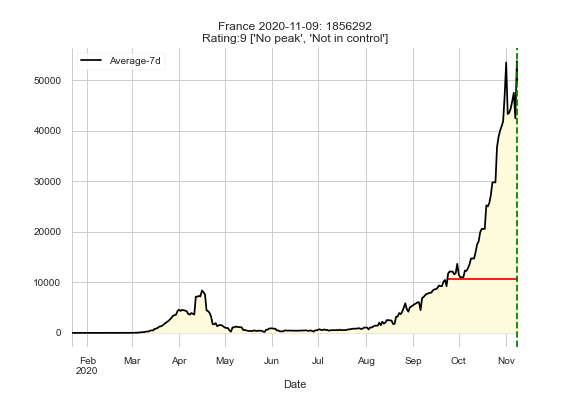 France 2020-11-09: 1856292
Rating:9 ['No peak', 'Not in control']
Average-7d
50000
40000
30000
20000
10000
0
Feb Mar Apr May Jun Jul Aug Sep Oct Nov
2020
Date